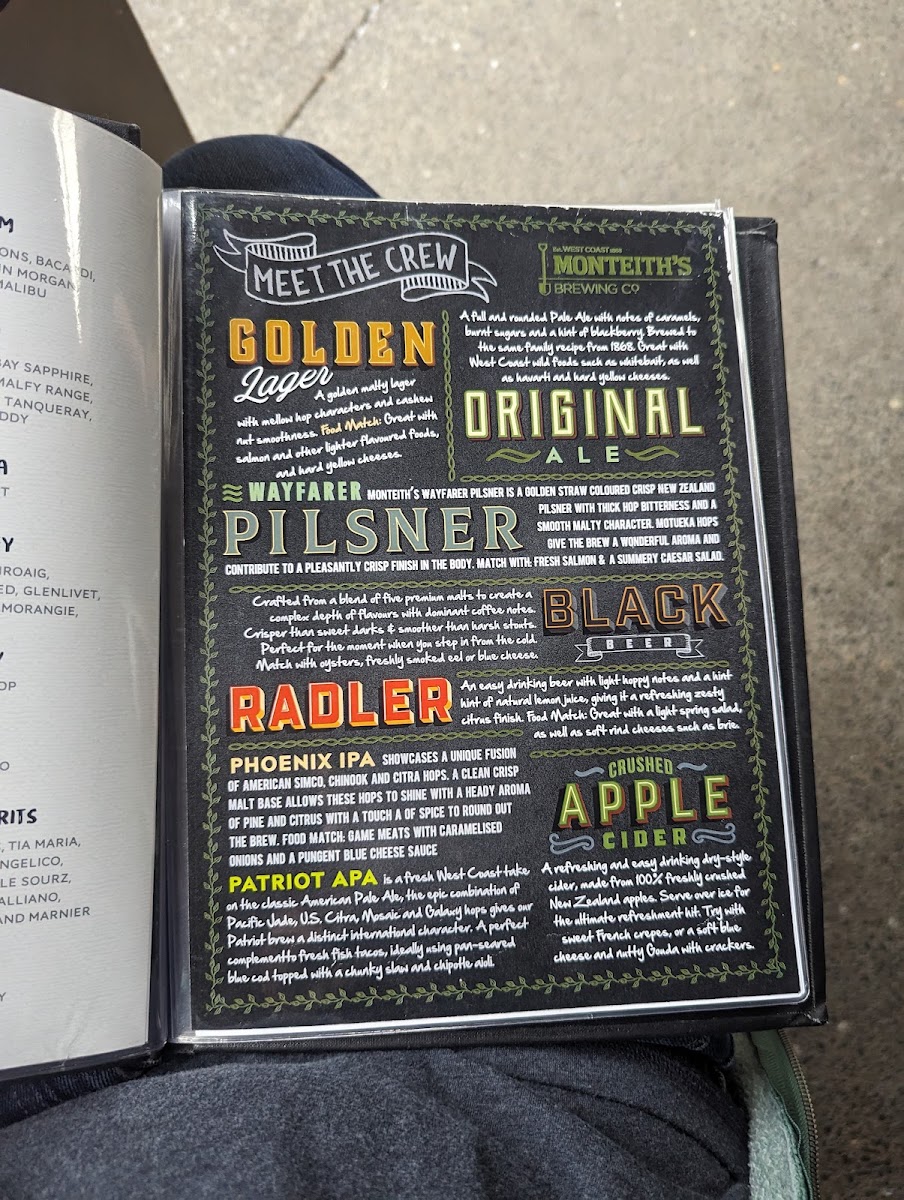 M
ONS, BACARDI,
N MORGAN,
MALIBU
BAY SAPPHIRE,
MALFY RANGE,
TANQUERAY,
DDY
A
T
Y
HROAIG,
ED, GLENLIVET,
MORANGIE,
Y
OP
O
RITS
, TIA MARIA,
NGELICO,
LE SOURZ,
ALLIANO,
AND MARNIER
Y
MEET THE CREW
Est. WEST COAST 1868
MONTEITH'S
BREWING CO
GOLDEN
Lager
A golden malty lager
with mellow hop characters and cashew
nut smoothness. Food Match: Great with
salmon and other lighter flavoured foods,
and hard yellow cheeses.
A full and rounded Pale Ale with notes of caramels,
burnt sugars and a hint of blackberry. Brewed to
the same family recipe from 1868. Great with
West Coast wild foods such as whitebait, as well
as havarti and hard yellow cheeses.
ORIGINAL
ALE
WAYFARER
PILSNER
MONTEITH'S WAYFARER PILSNER IS A GOLDEN STRAW COLOURED CRISP NEW ZEALAND
PILSNER WITH THICK HOP BITTERNESS AND A
SMOOTH MALTY CHARACTER. MOTUEKA HOPS
GIVE THE BREW A WONDERFUL AROMA AND
CONTRIBUTE TO A PLEASANTLY CRISP FINISH IN THE BODY. MATCH WITH: FRESH SALMON & A SUMMERY CAESAR SALAD.
Crafted from a blend of five premium malts to create a
complex depth of flavours with dominant coffee notes.
Crisper than sweet darks & smoother than harsh stouts.
Perfect for the moment when you step in from the cold.
Match with oysters, freshly smoked eel or blue cheese.
BLACK
BEER
RADLER
An easy drinking beer with light hoppy notes and a hint
hint of natural lemon juice, giving it a refreshing zesty
citrus finish. Food Match: Great with a light spring salad,
as well as soft rind cheeses such as brie.
PHOENIX IPA SHOWCASES A UNIQUE FUSION
OF AMERICAN SIMCO, CHINOOK AND CITRA HOPS. A CLEAN CRISP
MALT BASE ALLOWS THESE HOPS TO SHINE WITH A HEADY AROMA
OF PINE AND CITRUS WITH A TOUCH A OF SPICE TO ROUND OUT
THE BREW. FOOD MATCH: GAME MEATS WITH CARAMELISED
ONIONS AND A PUNGENT BLUE CHEESE SAUCE
PATRIOT APA is a fresh West Coast take
on the classic American Pale Ale, the epic combination of
Pacific Jade, U.S. Citra, Mosaic and Galaxy hops gives our
Patriot brew a distinct international character. A perfect
complement to fresh fish tacos, ideally using pan-seared
blue cod topped with a chunky slaw and chipotle aioli.
CRUSHED
APPLE
CIDER
A refreshing and easy drinking dry-style
cider, made from 100% freshly crushed
New Zealand apples. Serve over ice for
the ultimate refreshment hit. Try with
sweet French crepes, or a soft blue
cheese and nutty Gouda with crackers.